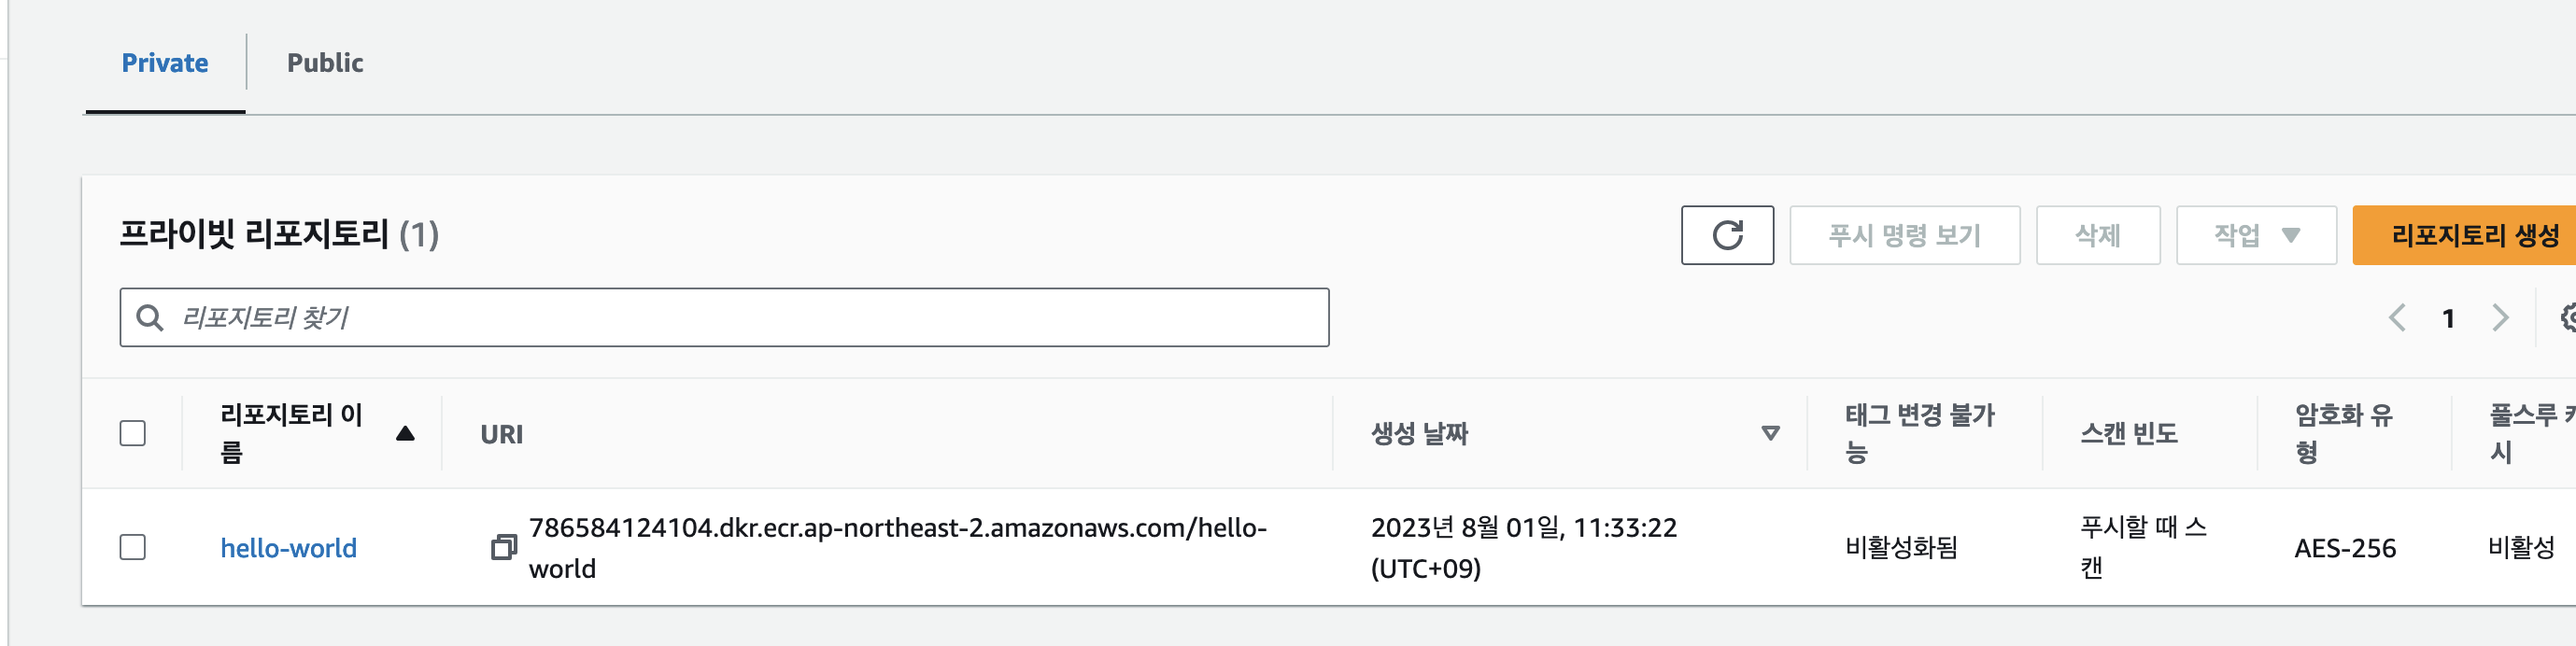 Private
Public
프라이빗 리포지토리 (1)
푸시 명령 보기
삭제
작업
리포지토리 생성
리포지토리 찾기
1
리포지토리 이
름
URI
생성 날짜
태그 변경 불가
능
스캔 빈도
암호화 유
형
풀스루
시
hello-world
786584124104.dkr.ecr.ap-northeast-2.amazonaws.com/hello-
world
2023년 8월 01일, 11:33:22
(UTC+09)
비활성화됨
푸시할 때 스
캔
AES-256
비활성